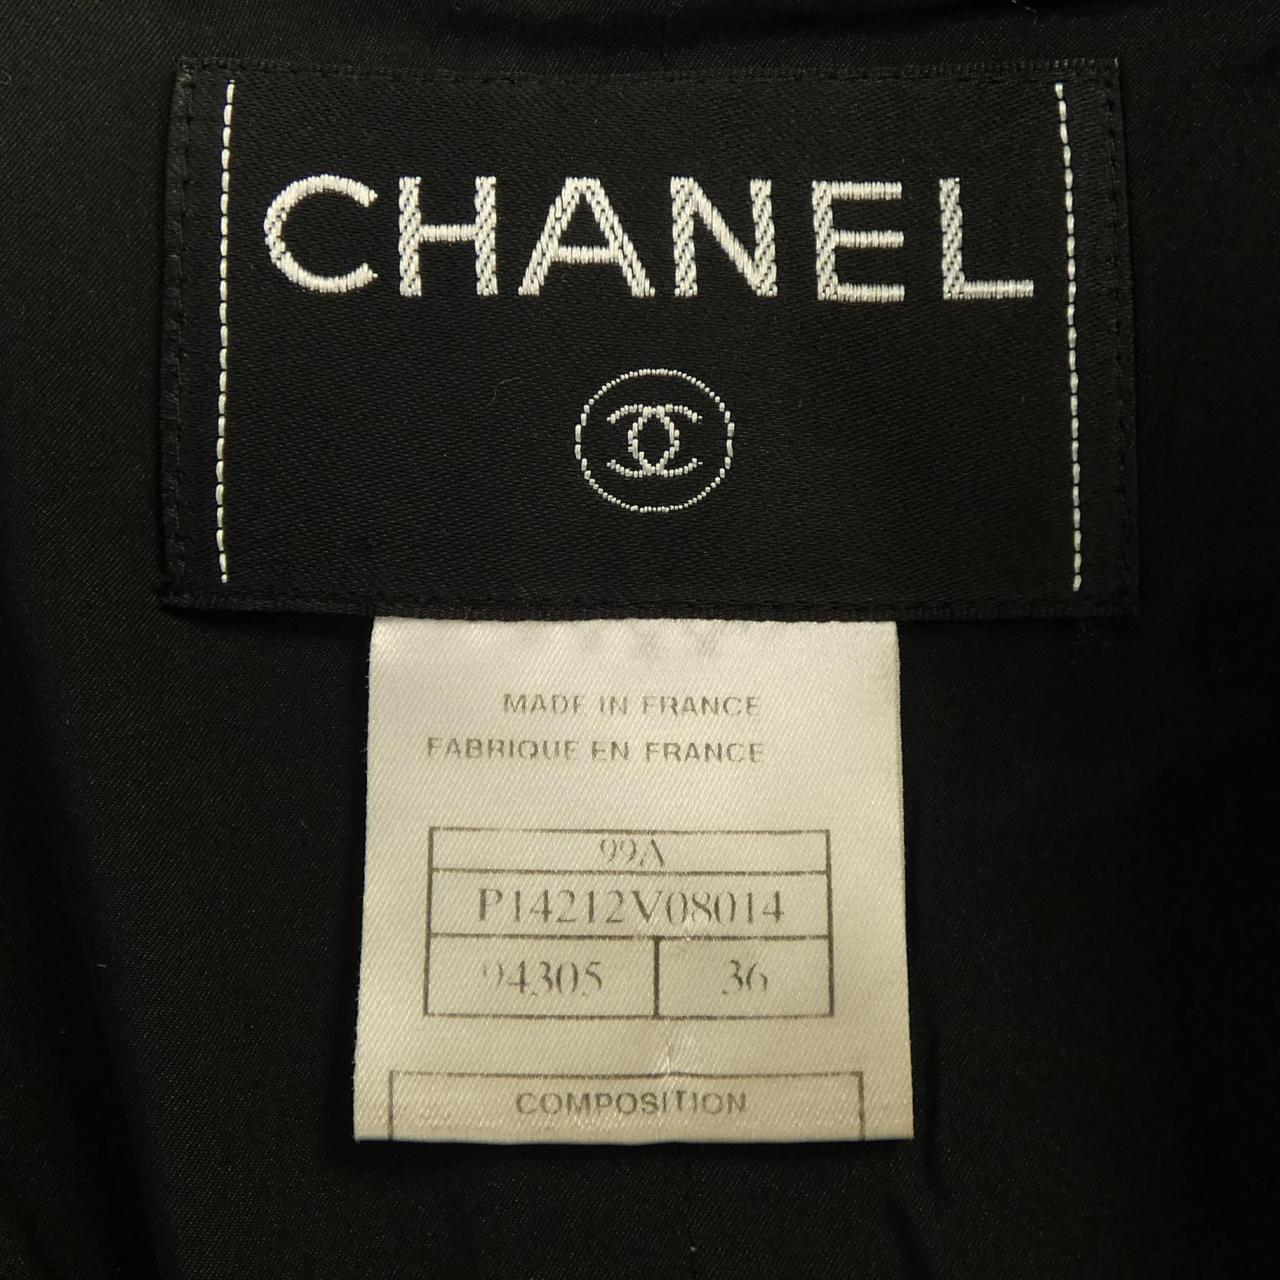 CHANEL
MADE IN FRANCE
FABRIQUE EN FRANCE
99A
P14212V08014
94305 36
COMPOSITION